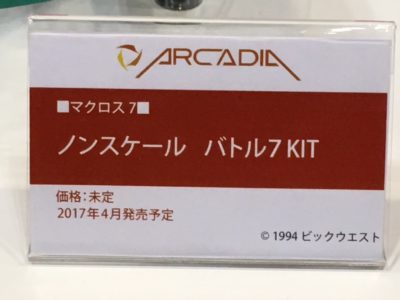 ARCADIA
■マクロス7■
ノンスケール　バトル7 KIT
価格：未定
2017年4月発売予定
© 1994 ビックウエスト